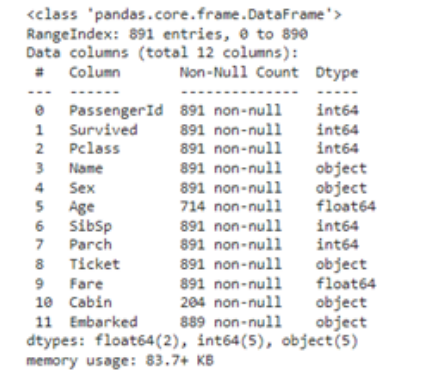 <class 'pandas.core.frame.DataFrame'>
RangeIndex: 891 entries, 0 to 890
Data columns (total 12 columns):
 #   Column       Non-Null Count  Dtype
---  ------       --------------  -----
 0   PassengerId  891 non-null    int64
 1   Survived     891 non-null    int64
 2   Pclass       891 non-null    int64
 3   Name         891 non-null    object
 4   Sex          891 non-null    object
 5   Age          714 non-null    float64
 6   SibSp        891 non-null    int64
 7   Parch        891 non-null    int64
 8   Ticket       891 non-null    object
 9   Fare         891 non-null    float64
 10  Cabin        204 non-null    object
 11  Embarked     889 non-null    object
dtypes: float64(2), int64(5), object(5)
memory usage: 83.7+ KB